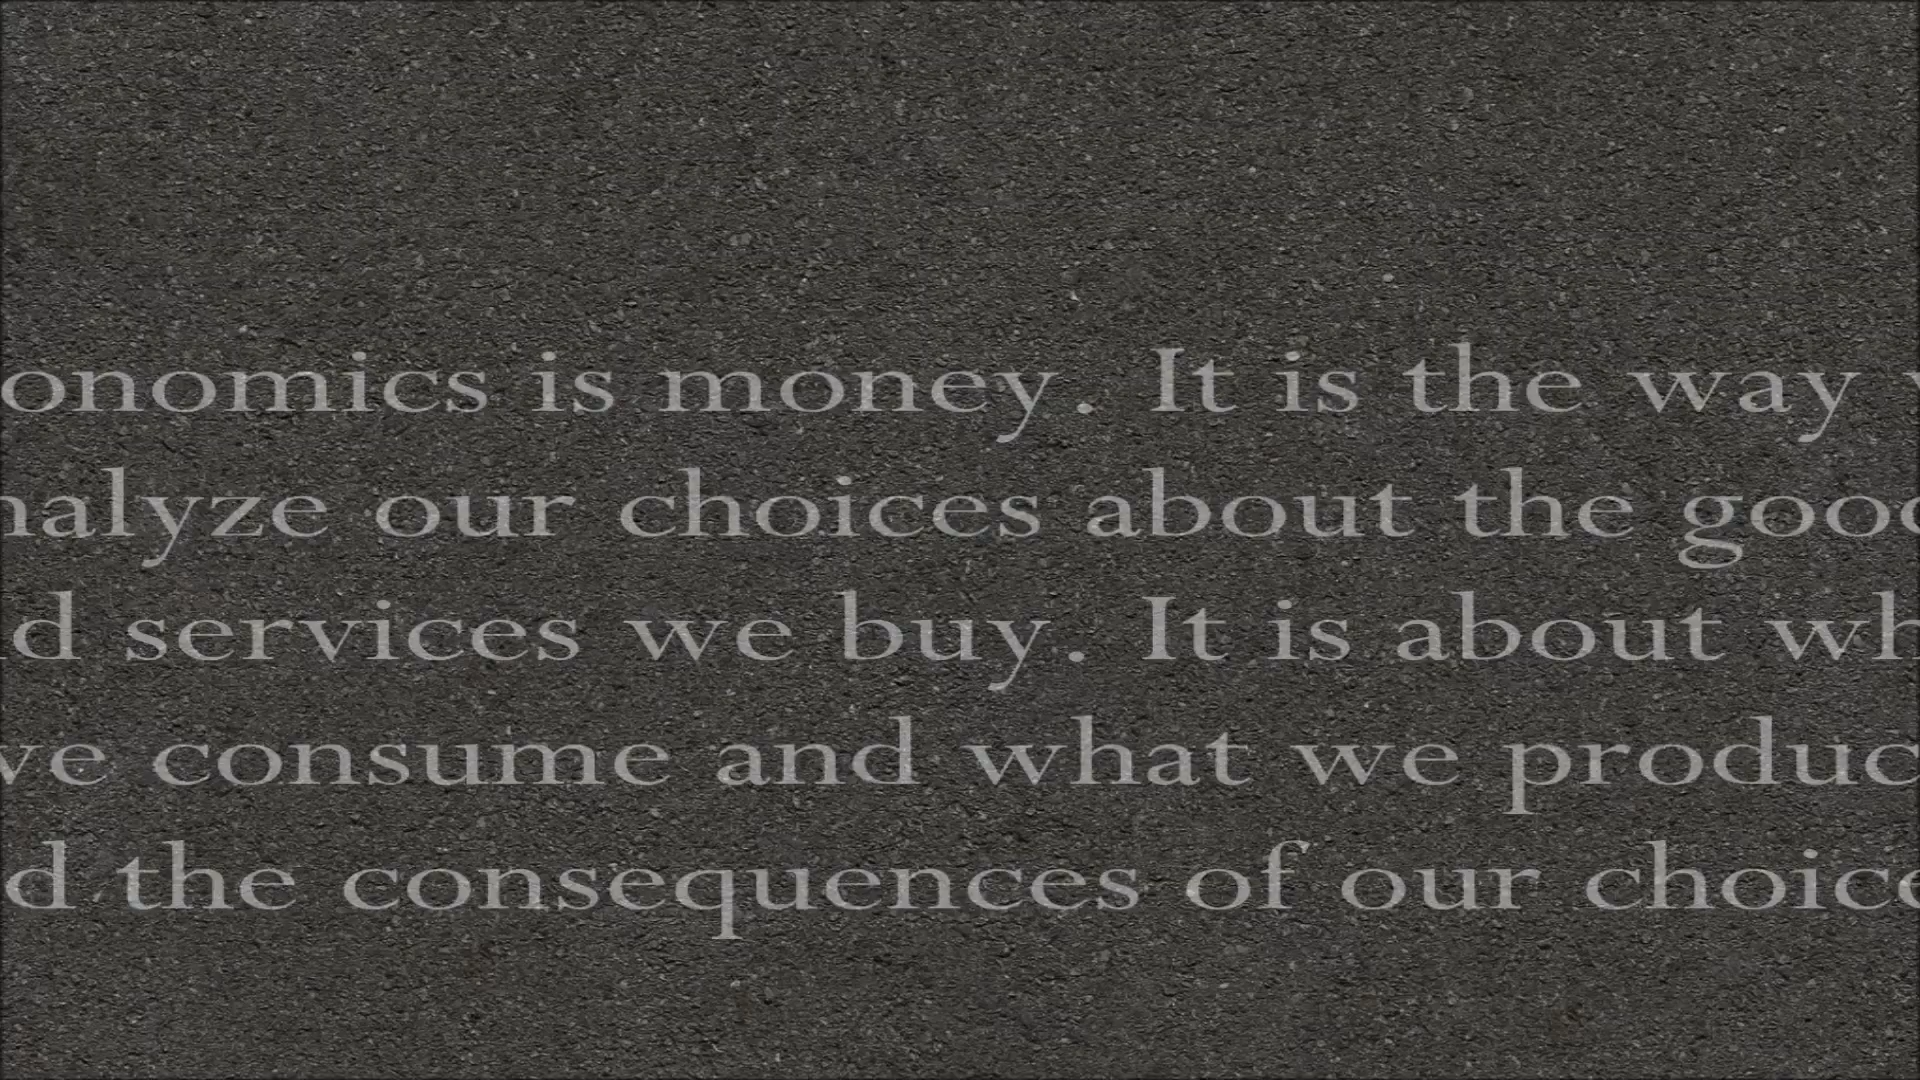 onomics is money. It is the way
nalyze our choices about the good
d services we buy. It is about wh
ve consume and what we produc
d the consequences of our choice